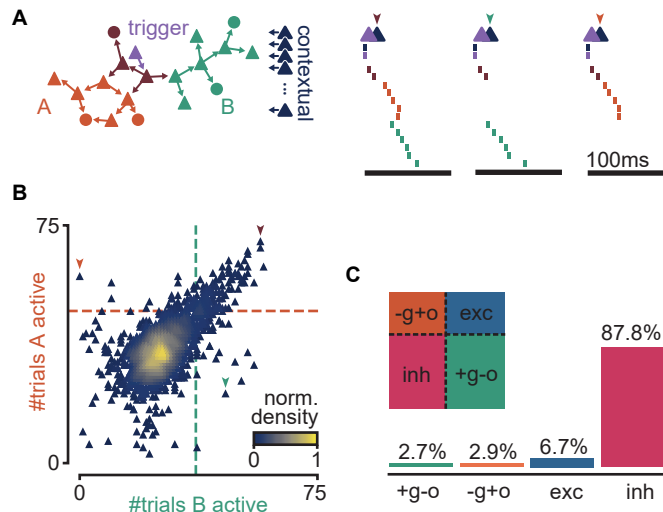 A
trigger
contextual
...
A
B
100ms
B
75
#trials A active
0
norm.
density
0
1
0
75
#trials B active
C
-g+o
exc
inh
+g-o
87.8%
2.7%
2.9%
6.7%
+g-o
-g+o
exc
inh